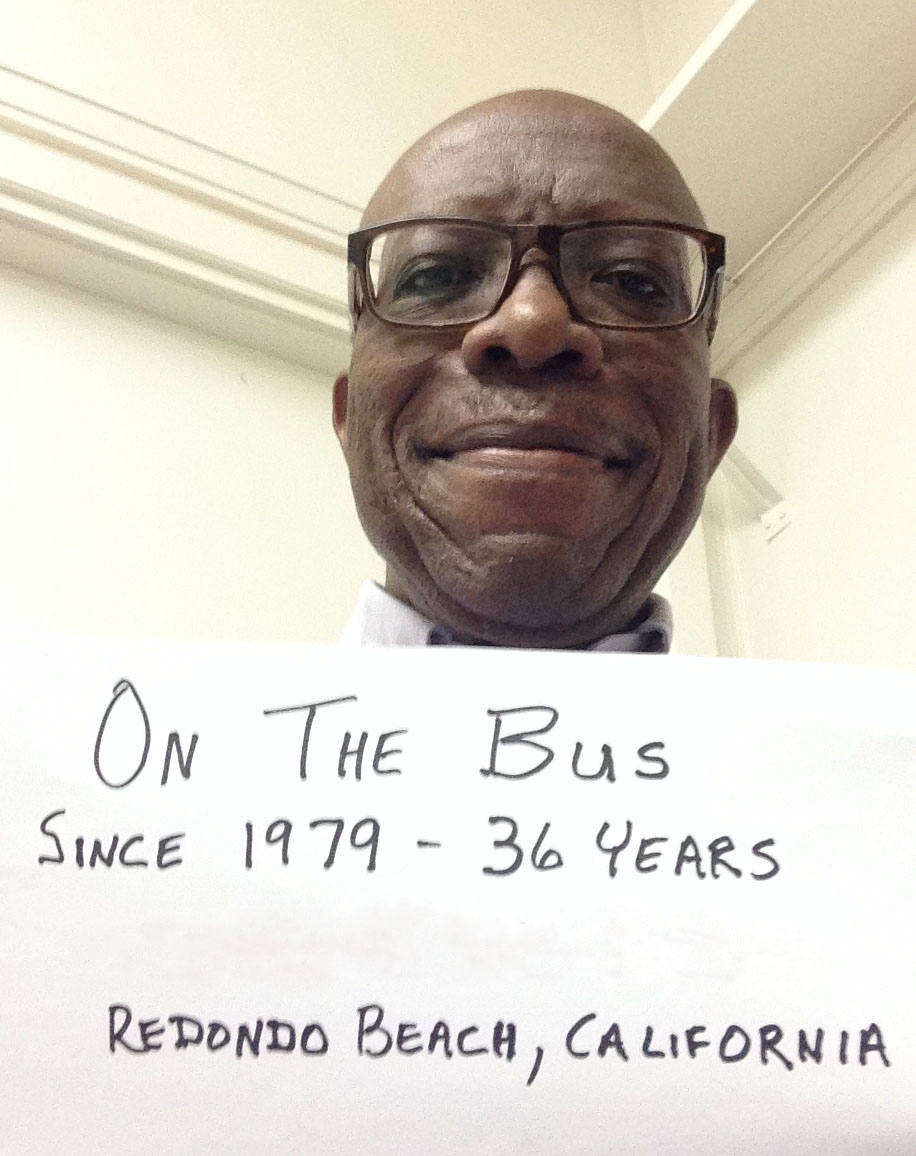 On The Bus
Since 1979 - 36 Years
Redondo Beach, California